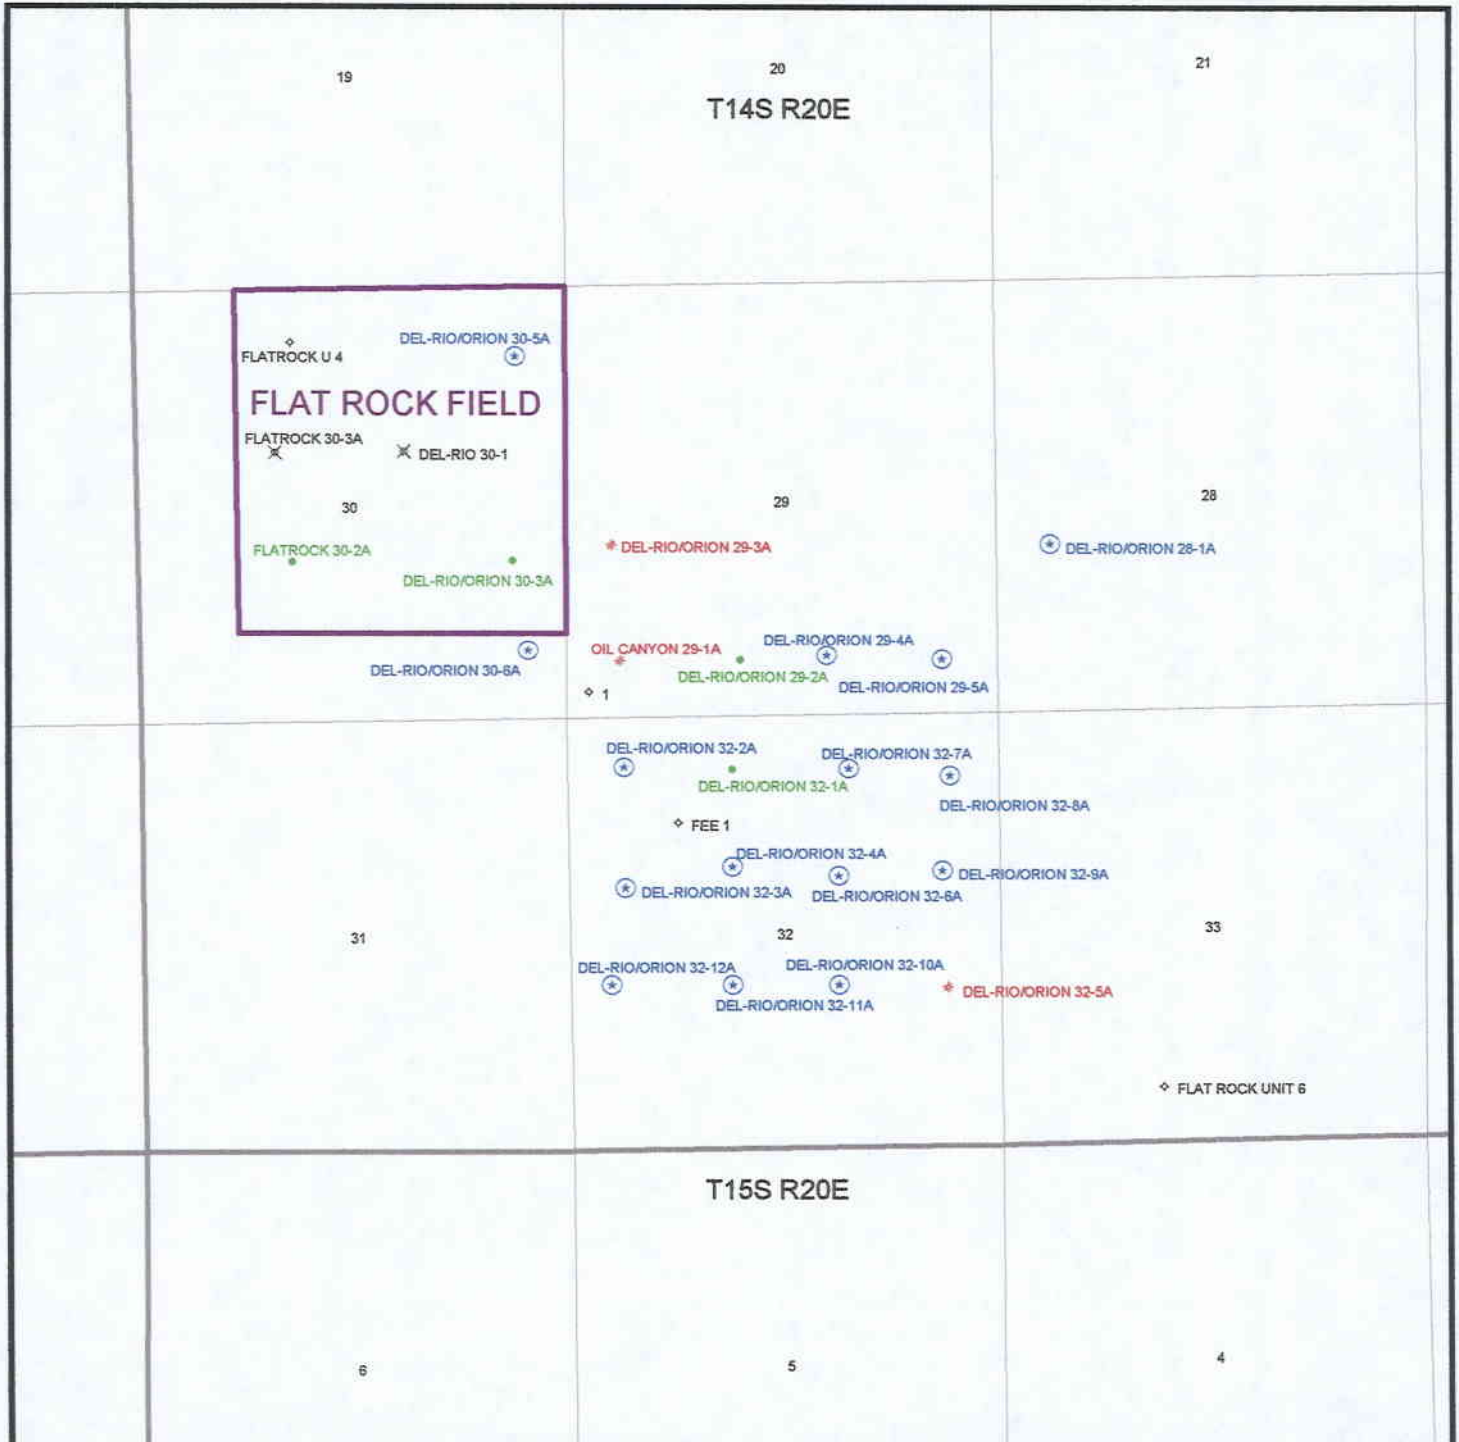 19
20
21
T14S R20E
DEL-RIO/ORION 30-5A
FLATROCK U 4
FLAT ROCK FIELD
FLATROCK 30-3A
DEL-RIO 30-1
30
29
28
FLATROCK 30-2A
DEL-RIO/ORION 30-3A
DEL-RIO/ORION 29-3A
DEL-RIO/ORION 28-1A
DEL-RIO/ORION 30-6A
OIL CANYON 29-1A
DEL-RIO/ORION 29-4A
DEL-RIO/ORION 29-2A
DEL-RIO/ORION 29-5A
1
DEL-RIO/ORION 32-2A
DEL-RIO/ORION 32-7A
DEL-RIO/ORION 32-1A
DEL-RIO/ORION 32-8A
FEE 1
DEL-RIO/ORION 32-4A
DEL-RIO/ORION 32-9A
DEL-RIO/ORION 32-3A
DEL-RIO/ORION 32-6A
31
32
33
DEL-RIO/ORION 32-12A
DEL-RIO/ORION 32-10A
DEL-RIO/ORION 32-11A
DEL-RIO/ORION 32-5A
FLAT ROCK UNIT 6
T15S R20E
6
5
4